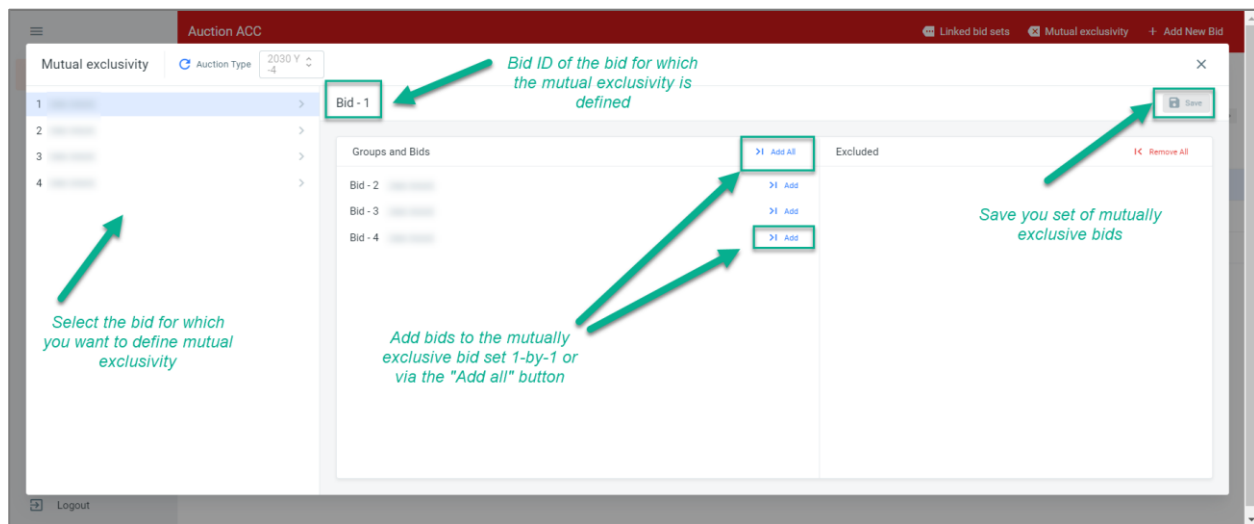 Auction ACC
Linked bid sets
Mutual exclusivity
+ Add New Bid
Mutual exclusivity
Auction Type
2030 Y
-4
Bid ID of the bid for which
the mutual exclusivity is
defined
1
2
3
4
Bid - 1
Save
Groups and Bids
Add All
Excluded
Remove All
Bid - 2
Add
Bid - 3
Add
Bid - 4
Add
Save you set of mutually
exclusive bids
Select the bid for which
you want to define mutual
exclusivity
Add bids to the mutually
exclusive bid set 1-by-1 or
via the "Add all" button
Logout